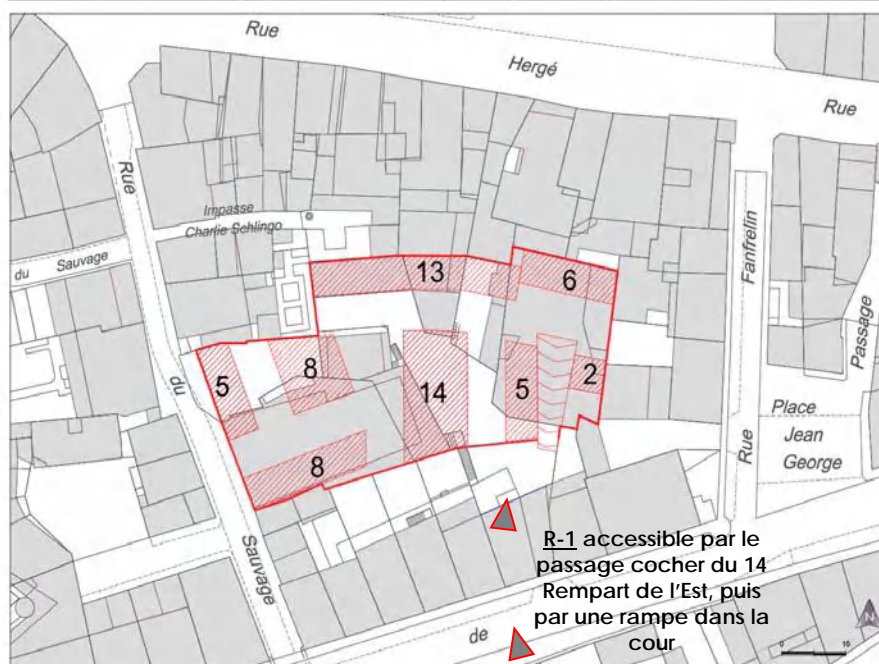 Rue
Hergé
Rue
Rue
Impasse
Charlie Schlingo
du Sauvage
Fanfrelin
Passage
13
6
5
8
14
5
2
8
Place
Jean
George
du
Rue
Sauvage
R-1 accessible par le
passage cocher du 14
Rempart de l'Est, puis
par une rampe dans la
cour
de
N
0 10